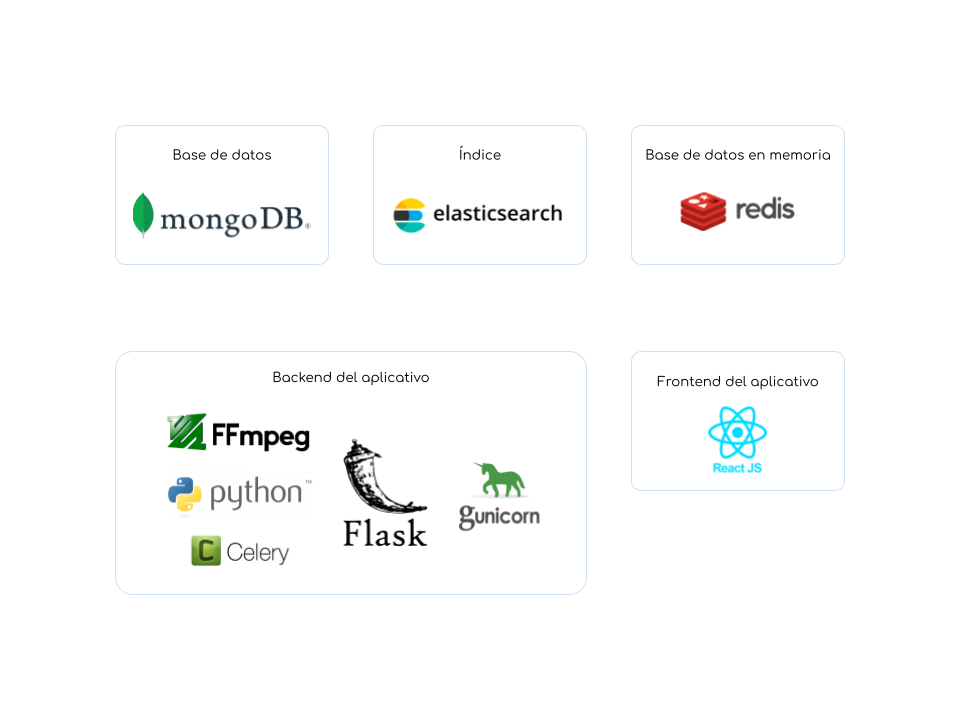 Base de datos
mongoDB®
Índice
elasticsearch
Base de datos en memoria
redis
Backend del aplicativo
FFmpeg
python™
Celery
Flask
gunicorn
Frontend del aplicativo
React JS